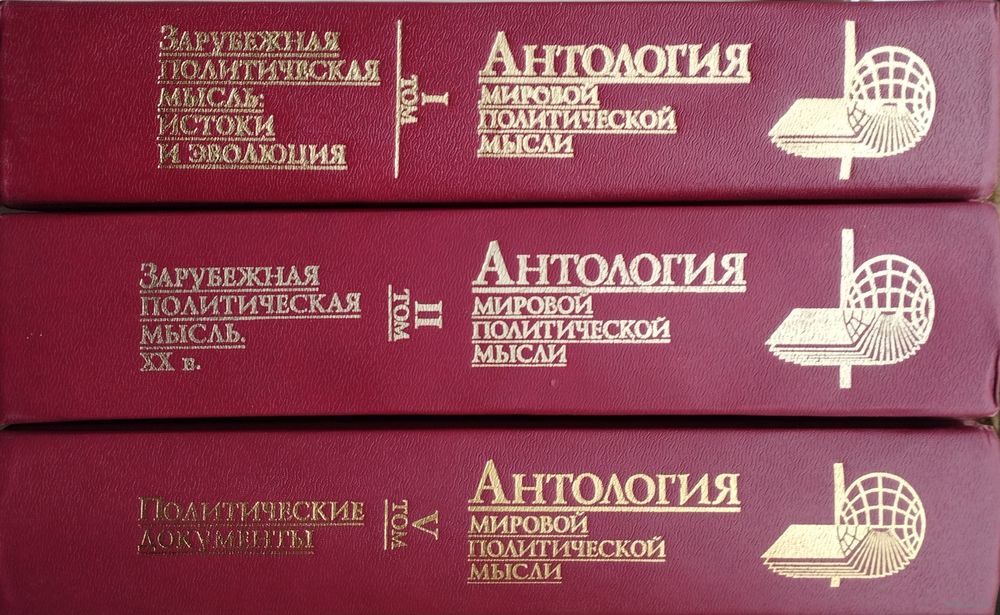 Зарубежная
политическая
мысль:
истоки
и эволюция
I
том
Антология
мировой
политической
мысли
Зарубежная
политическая
мысль.
XX в.
II
том
Антология
мировой
политической
мысли
Политические
документы
V
том
Антология
мировой
политической
мысли